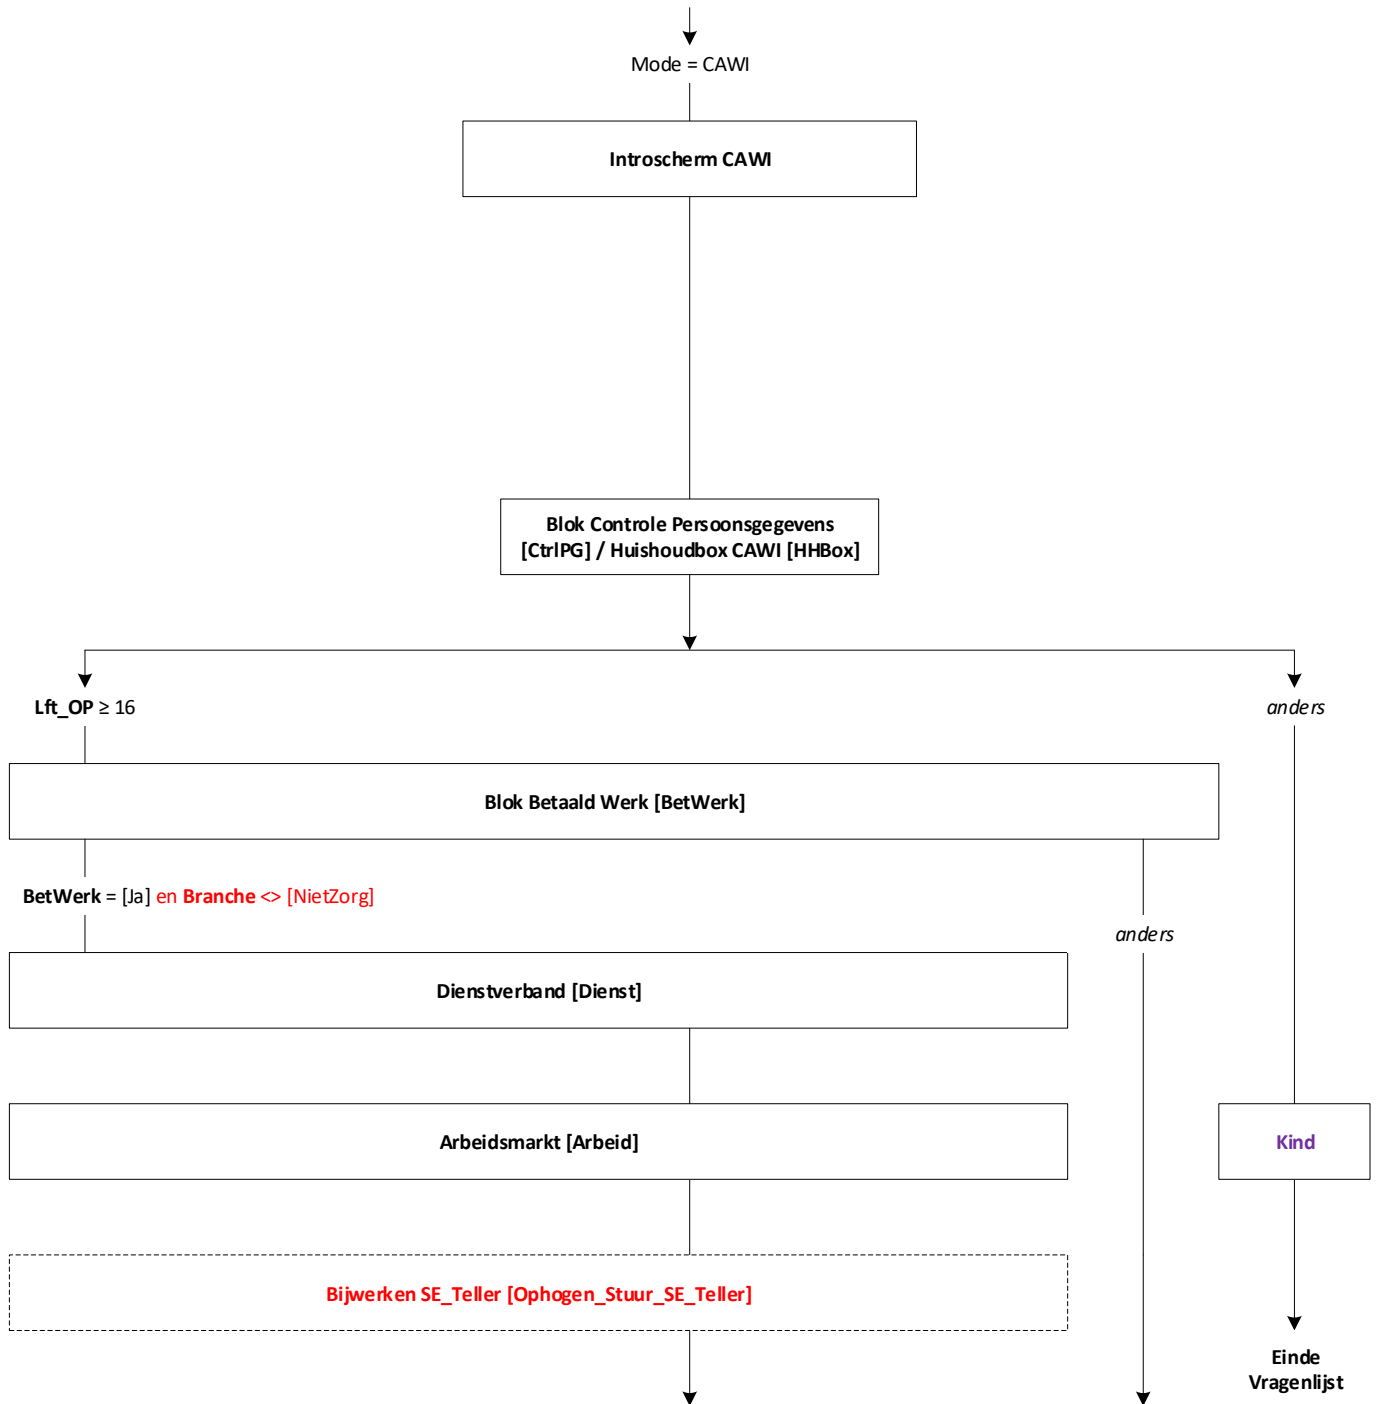 Mode = CAWI
Introscherm CAWI
Blok Controle Persoonsgegevens
[CtrlPG] / Huishoudbox CAWI [HHBox]
Lft_OP ≥ 16
anders
Blok Betaald Werk [BetWerk]
BetWerk = [Ja] en Branche <> [NietZorg]
anders
Dienstverband [Dienst]
Arbeidsmarkt [Arbeid]
Kind
Bijwerken SE_Teller [Ophogen_Stuur_SE_Teller]
Einde
Vragenlijst